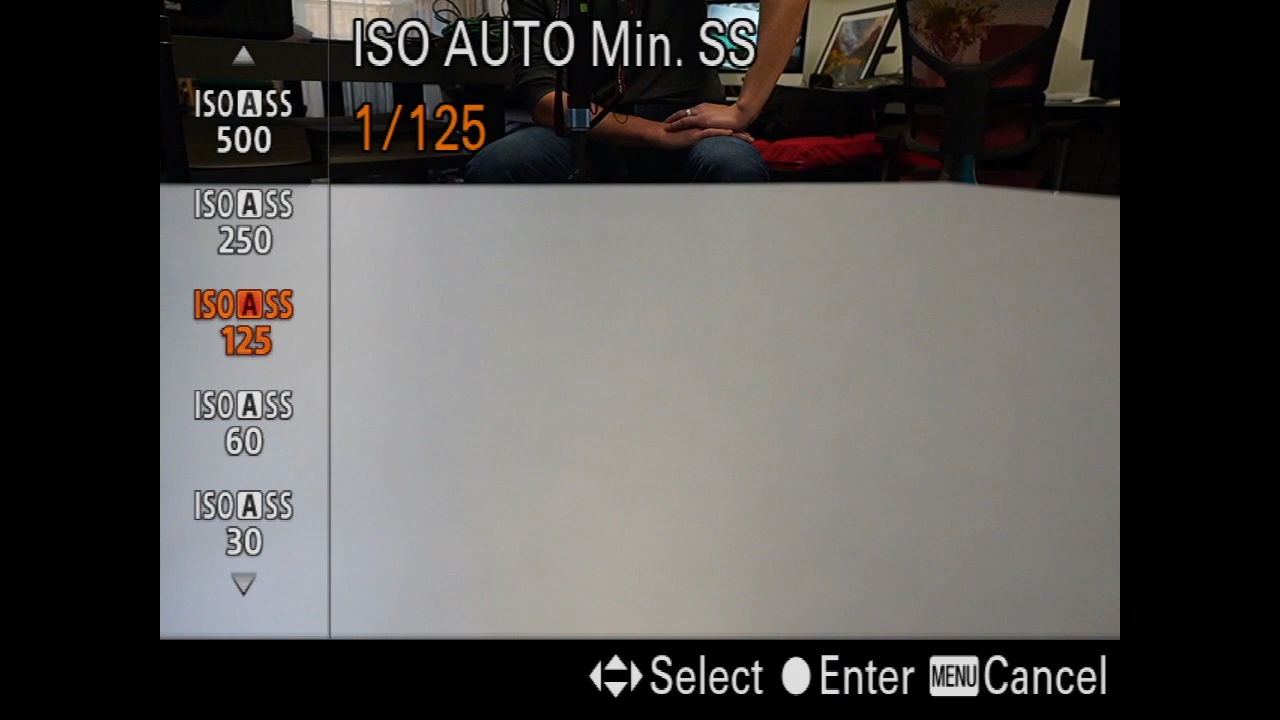 ISO AUTO Min. SS
1/125
ISO A SS
500
ISO A SS
250
ISO A SS
125
ISO A SS
60
ISO A SS
30
Select Enter MENU Cancel